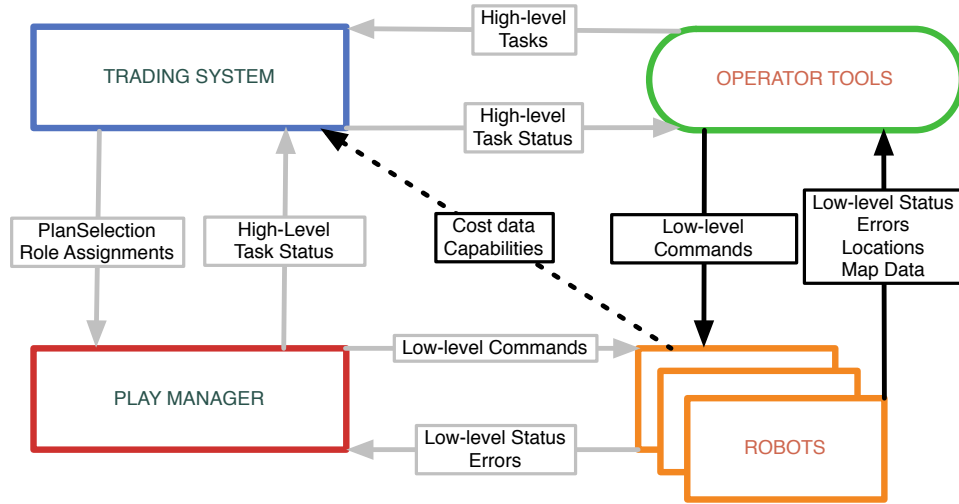 High-level
Tasks
TRADING SYSTEM
OPERATOR TOOLS
High-level
Task Status
PlanSelection
Role Assignments
High-Level
Task Status
Cost data
Capabilities
Low-level
Commands
Low-level Status
Errors
Locations
Map Data
Low-level Commands
PLAY MANAGER
Low-level Status
Errors
ROBOTS